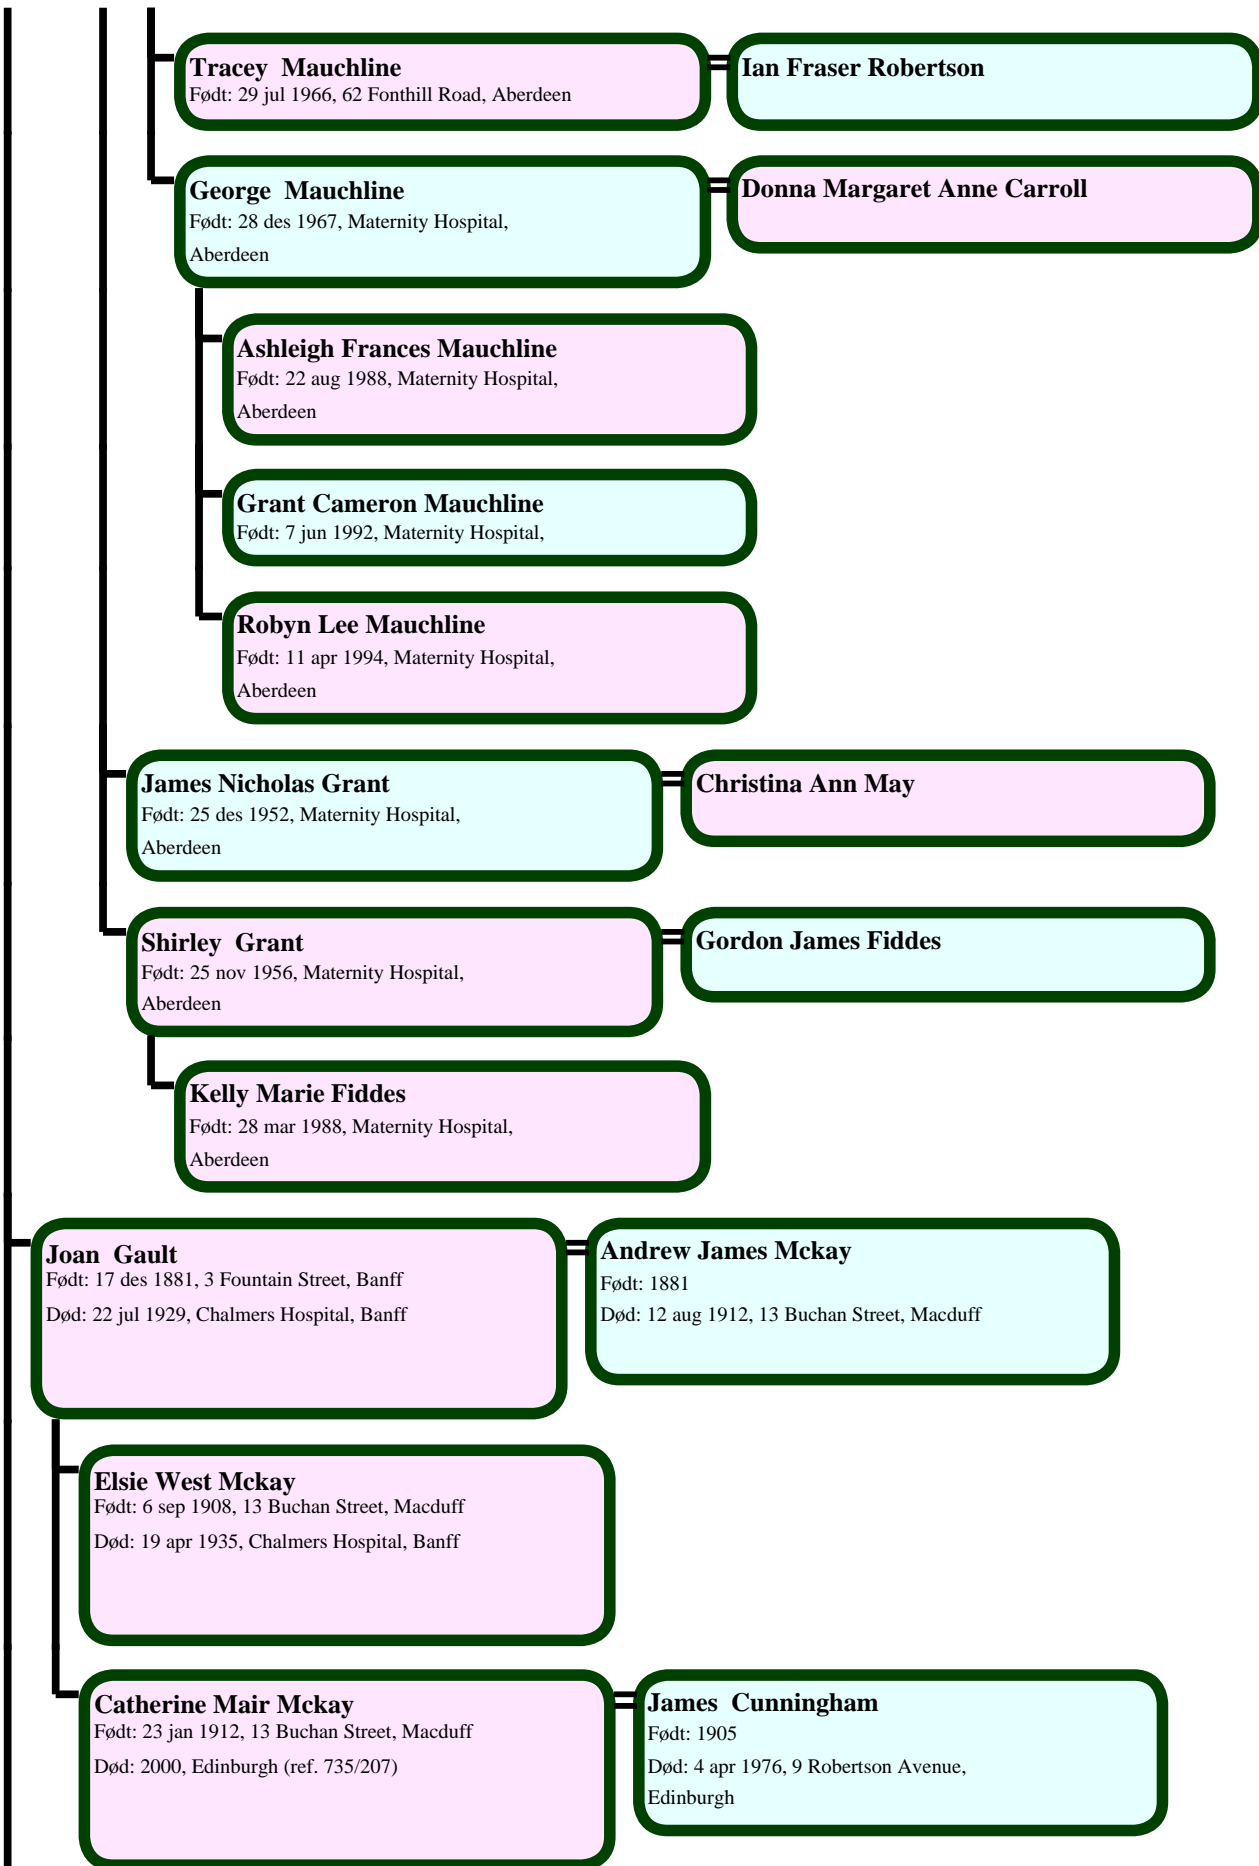 Tracey Mauchline
Født: 29 jul 1966, 62 Fonthill Road, Aberdeen
Ian Fraser Robertson
George Mauchline
Født: 28 des 1967, Maternity Hospital,
Aberdeen
Donna Margaret Anne Carroll
Ashleigh Frances Mauchline
Født: 22 aug 1988, Maternity Hospital,
Aberdeen
Grant Cameron Mauchline
Født: 7 jun 1992, Maternity Hospital,
Robyn Lee Mauchline
Født: 11 apr 1994, Maternity Hospital,
Aberdeen
James Nicholas Grant
Født: 25 des 1952, Maternity Hospital,
Aberdeen
Christina Ann May
Shirley Grant
Født: 25 nov 1956, Maternity Hospital,
Aberdeen
Gordon James Fiddes
Kelly Marie Fiddes
Født: 28 mar 1988, Maternity Hospital,
Aberdeen
Joan Gault
Født: 17 des 1881, 3 Fountain Street, Banff
Død: 22 jul 1929, Chalmers Hospital, Banff
Andrew James Mckay
Født: 1881
Død: 12 aug 1912, 13 Buchan Street, Macduff
Elsie West Mckay
Født: 6 sep 1908, 13 Buchan Street, Macduff
Død: 19 apr 1935, Chalmers Hospital, Banff
Catherine Mair Mckay
Født: 23 jan 1912, 13 Buchan Street, Macduff
Død: 2000, Edinburgh (ref. 735/207)
James Cunningham
Født: 1905
Død: 4 apr 1976, 9 Robertson Avenue,
Edinburgh